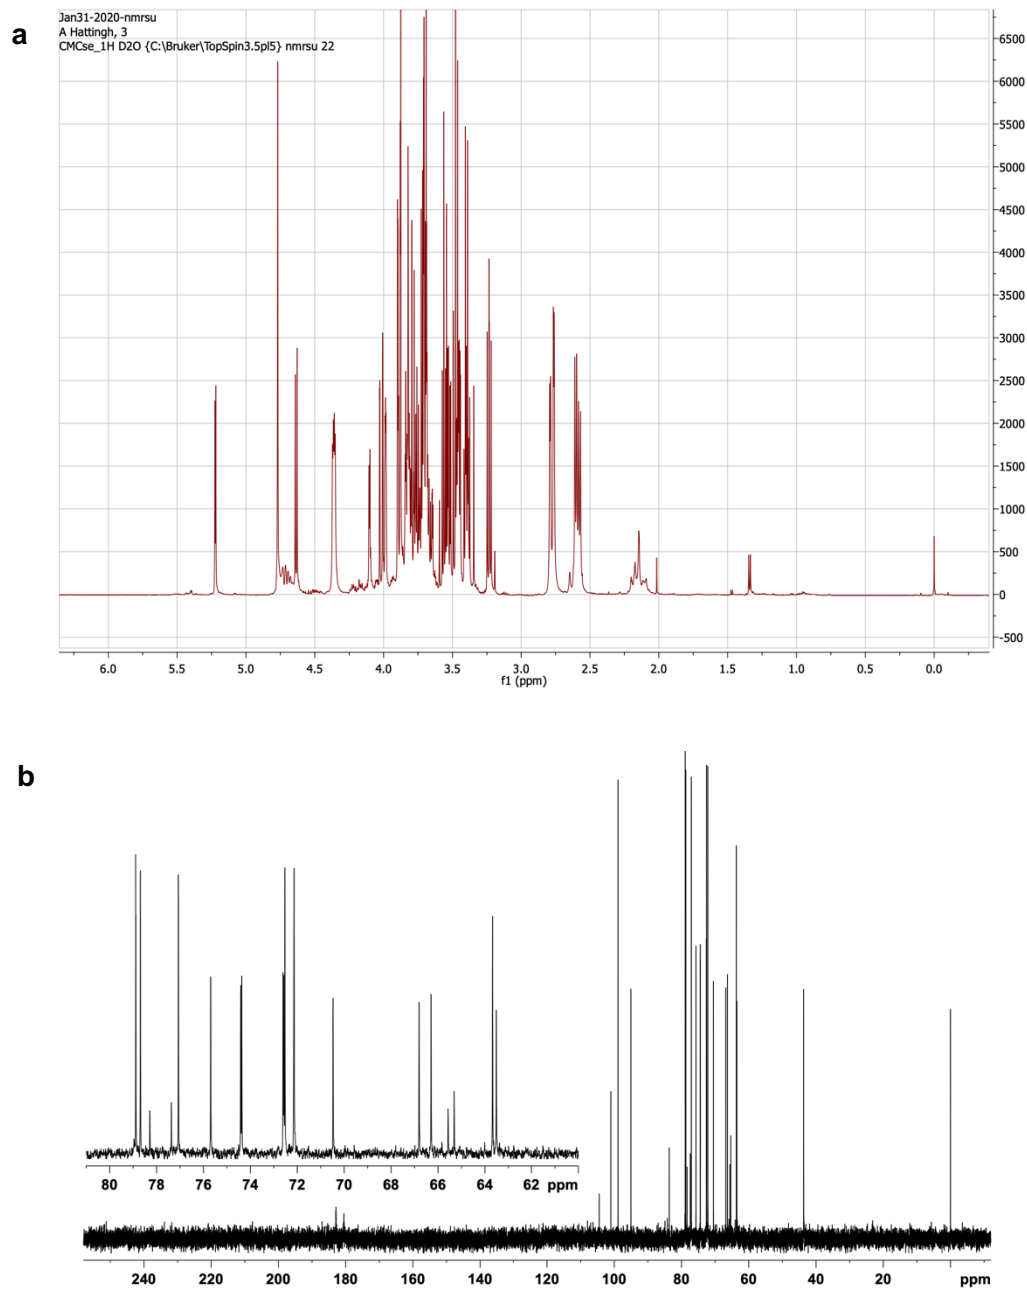 a
Jan31-2020-nmrsu
A Hattingh, 3
CMCse_1H D2O {C:\Bruker\TopSpin3.5pl5} nmrsu 22
6500
6000
5500
5000
4500
4000
3500
3000
2500
2000
1500
1000
500
0
-500
6.0 5.5 5.0 4.5 4.0 3.5 3.0 2.5 2.0 1.5 1.0 0.5 0.0
f1 (ppm)
b
80 78 76 74 72 70 68 66 64 62 ppm
240 220 200 180 160 140 120 100 80 60 40 20 ppm